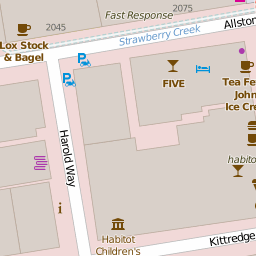 2075
Fast Response
2045
Allston
Strawberry Creek
Lox Stock
& Bagel
FIVE
Tea Fe
John
Ice Cre
Harold Way
habit
Habitot
Children's
Kittredge